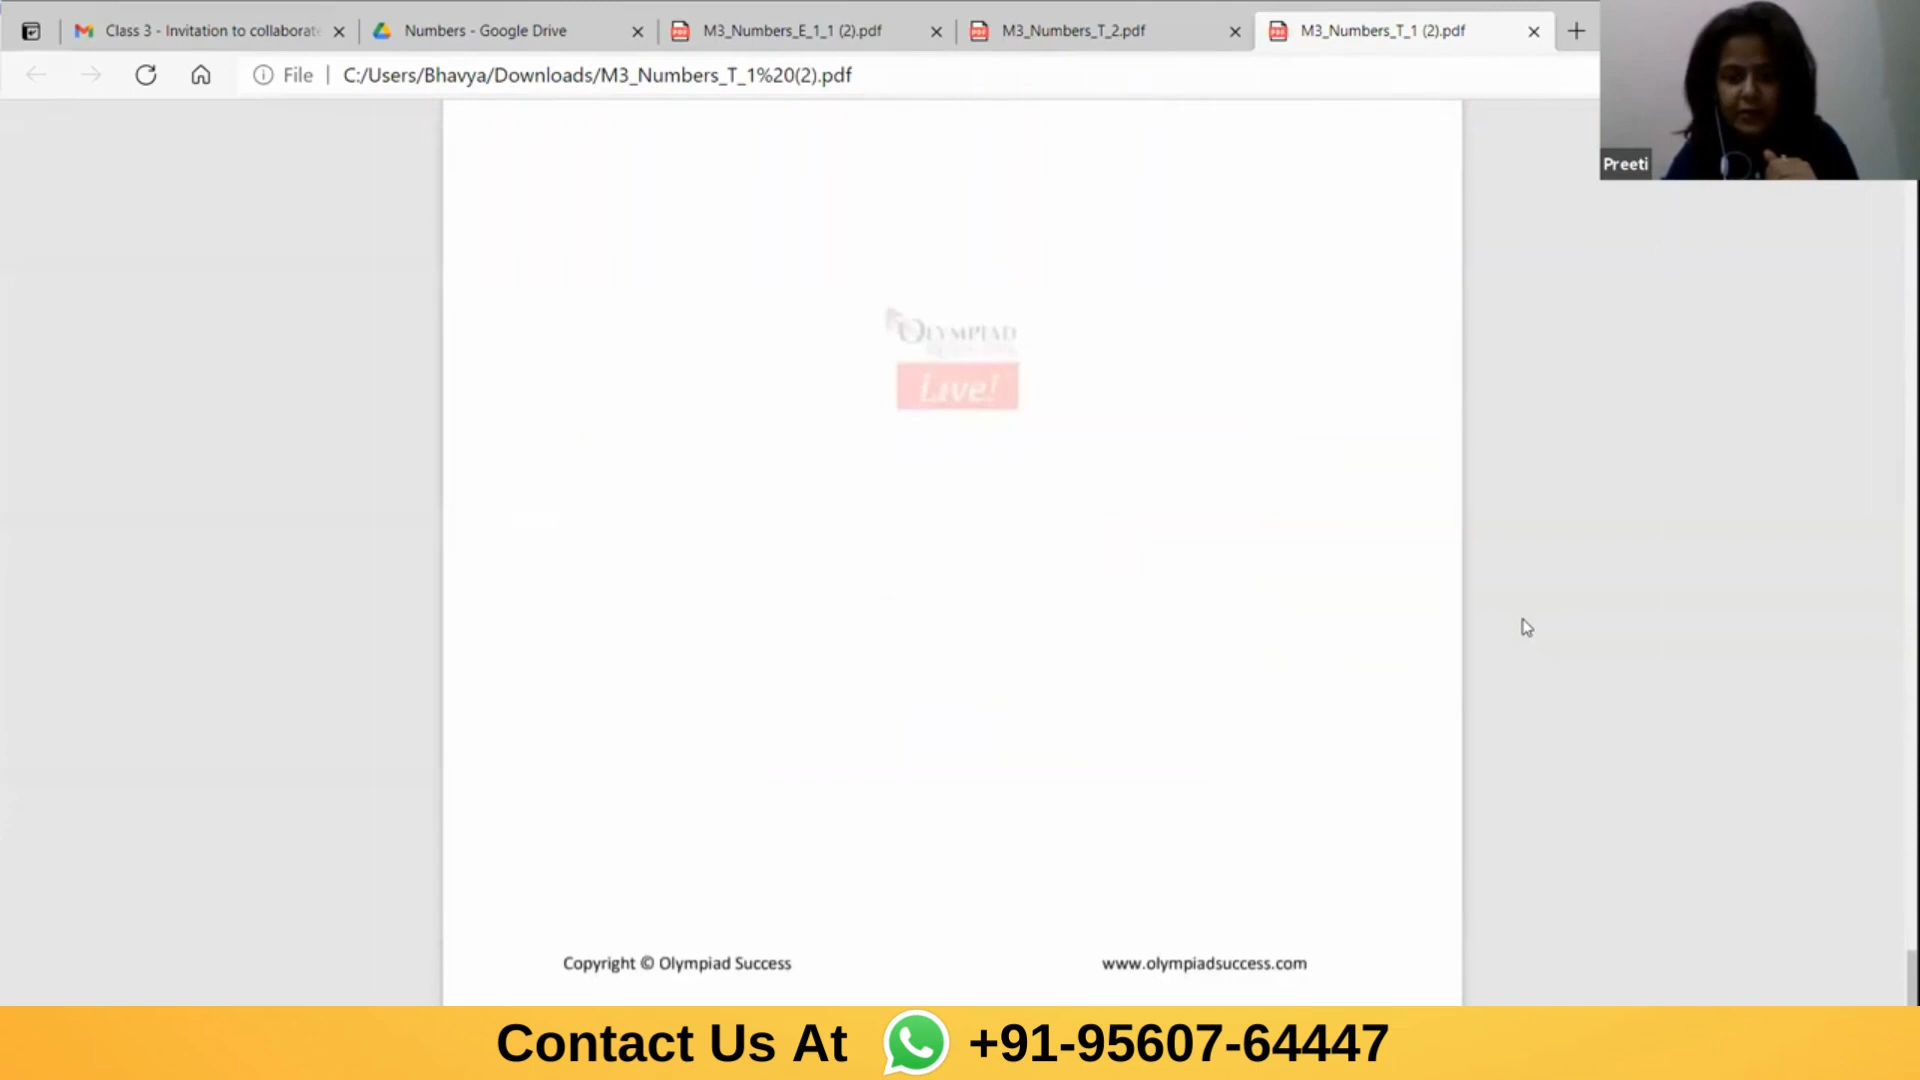 Class 3 - Invitation to collaborat
Numbers - Google Drive
M3_Numbers_E_1_1 (2).pdf
M3_Numbers_T_2.pdf
M3_Numbers_T_1 (2).pdf
File
C:/Users/Bhavya/Downloads/M3_Numbers_T_1%20(2).pdf
Preeti
OLYMPIAD
Live!
Copyright © Olympiad Success
www.olympiadsuccess.com
Contact Us At +91-95607-64447